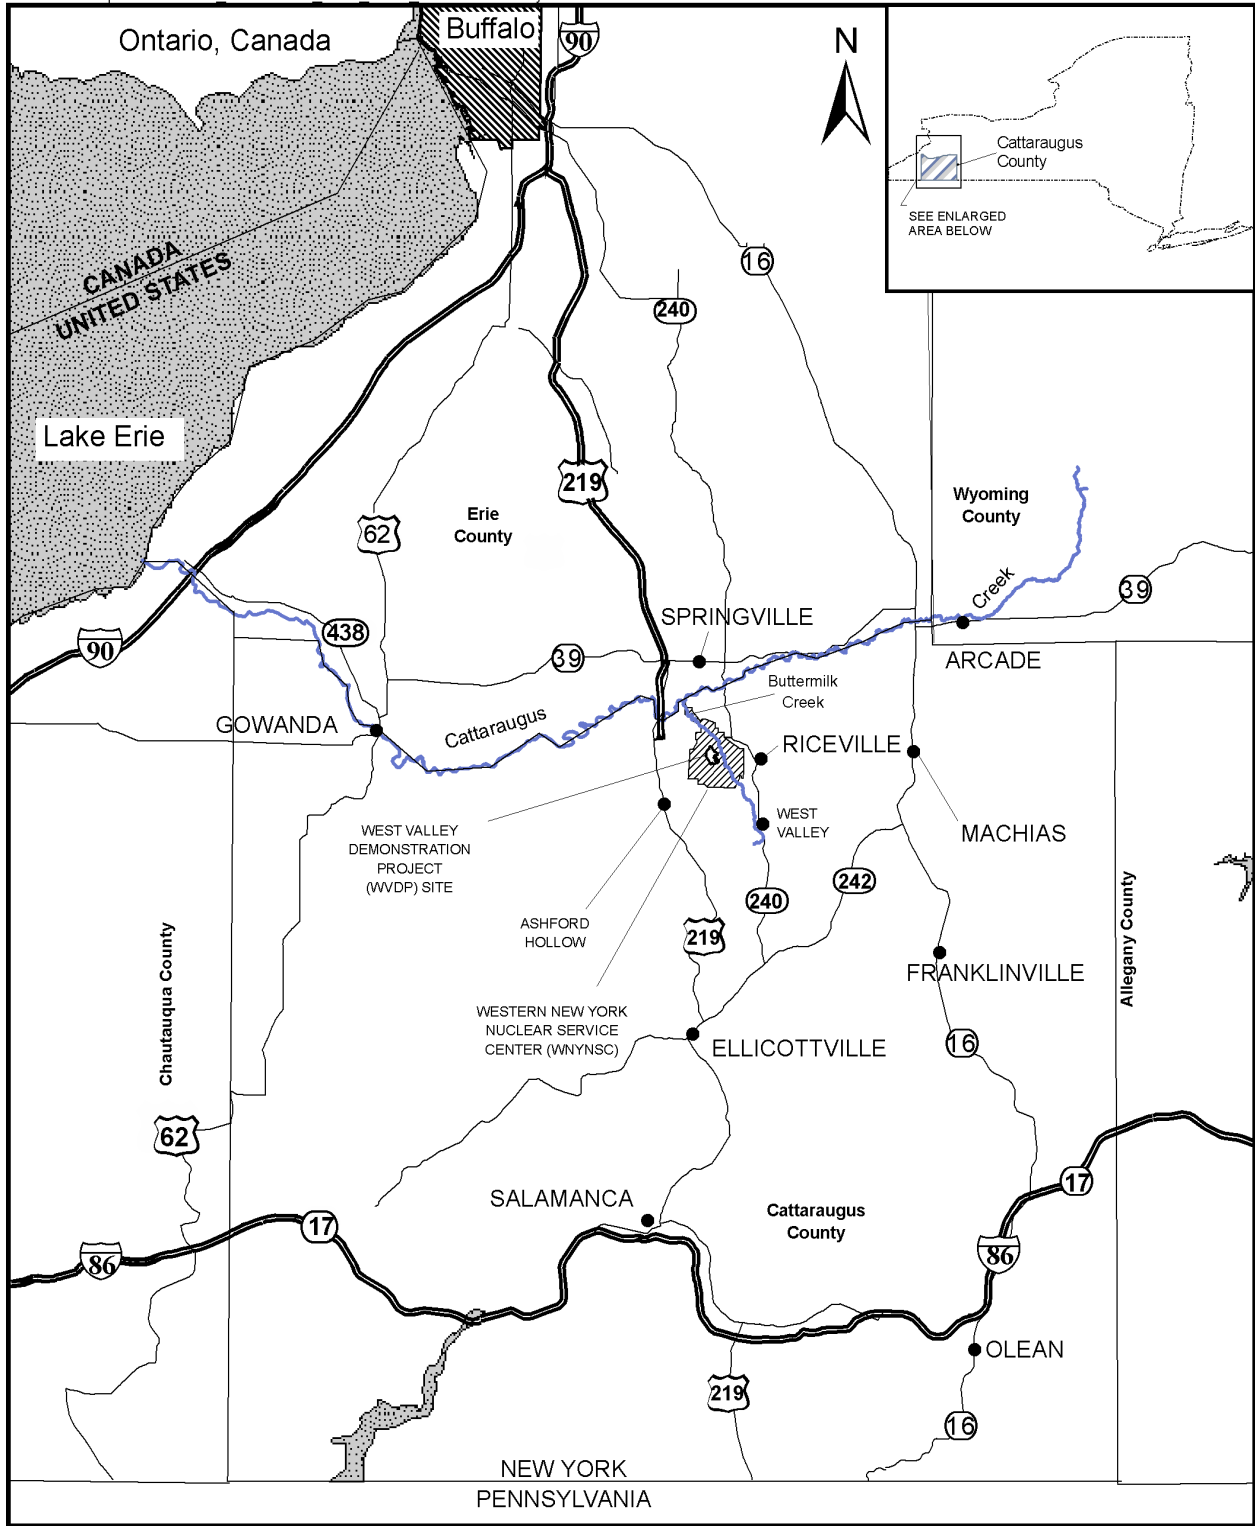 Ontario, Canada
Buffalo
90
N
Cattaraugus
County
SEE ENLARGED
AREA BELOW
16
CANADA
UNITED STATES
240
Lake Erie
219
62
Erie
County
Wyoming
County
Creek
39
SPRINGVILLE
438
90
39
ARCADE
Buttermilk
Creek
GOWANDA
Cattaraugus
RICEVILLE
WEST VALLEY
DEMONSTRATION
PROJECT
(WVDP) SITE
WEST
VALLEY
MACHIAS
242
240
ASHFORD
HOLLOW
219
Chautauqua County
Allegany County
FRANKLINVILLE
WESTERN NEW YORK
NUCLEAR SERVICE
CENTER (WNYNSC)
16
ELLICOTTVILLE
62
17
SALAMANCA
Cattaraugus
County
17
86
86
OLEAN
219
16
NEW YORK
PENNSYLVANIA